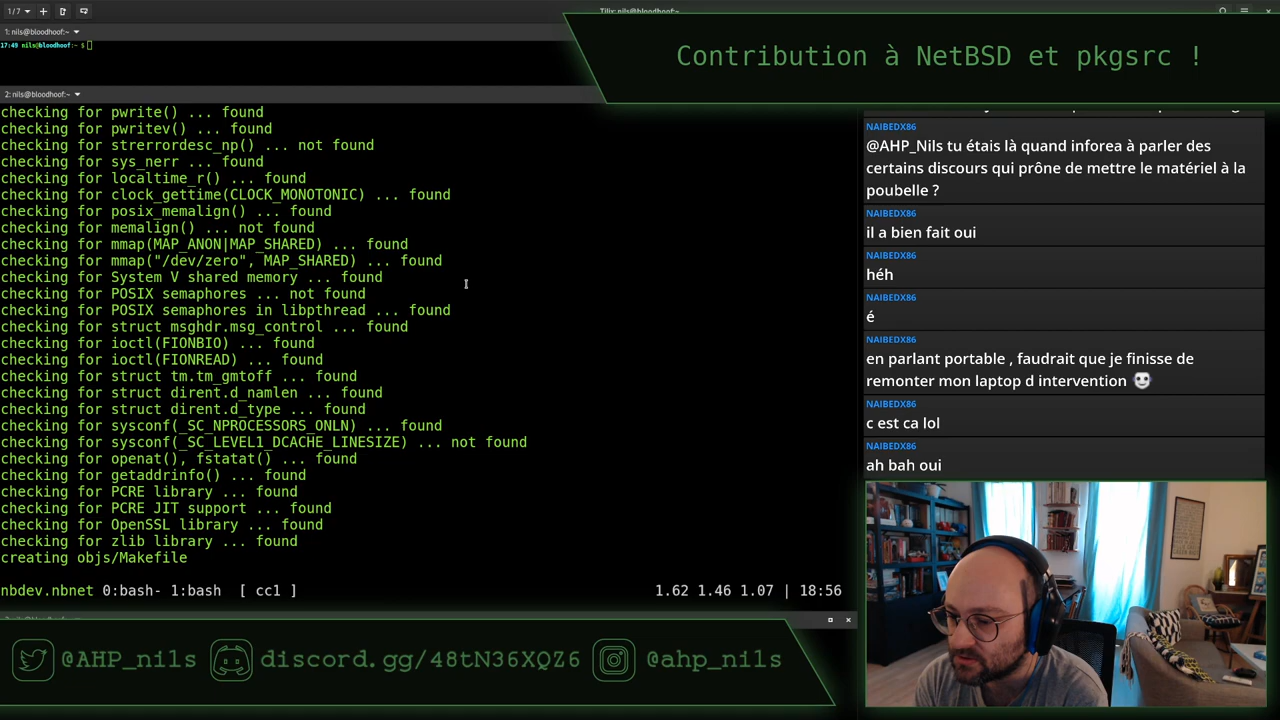 1 / 7
Tilix: nils@bloodhoof:~
1: nils@bloodhoof:~
17:49 nils@bloodhoof:~ $
Contribution à NetBSD et pkgsrc !
2: nils@bloodhoof:~
checking for pwrite() ... found
checking for pwritev() ... found
checking for strerrordesc_np() ... not found
checking for sys_nerr ... found
checking for localtime_r() ... found
checking for clock_gettime(CLOCK_MONOTONIC) ... found
checking for posix_memalign() ... found
checking for memalign() ... not found
checking for mmap(MAP_ANON|MAP_SHARED) ... found
checking for mmap("/dev/zero", MAP_SHARED) ... found
checking for System V shared memory ... found
checking for POSIX semaphores ... not found
checking for POSIX semaphores in libpthread ... found
checking for struct msghdr.msg_control ... found
checking for ioctl(FIONBIO) ... found
checking for ioctl(FIONREAD) ... found
checking for struct tm.tm_gmtoff ... found
checking for struct dirent.d_namlen ... found
checking for struct dirent.d_type ... found
checking for sysconf(_SC_NPROCESSORS_ONLN) ... found
checking for sysconf(_SC_LEVEL1_DCACHE_LINESIZE) ... not found
checking for openat(), fstatat() ... found
checking for getaddrinfo() ... found
checking for PCRE library ... found
checking for PCRE JIT support ... found
checking for OpenSSL library ... found
checking for zlib library ... found
creating objs/Makefile
nbdev.nbnet 0:bash- 1:bash [ cc1 ] 1.62 1.46 1.07 | 18:56
NAIBEDX86
@AHP_Nils tu étais là quand inforea à parler des
certains discours qui prône de mettre le matériel à la
poubelle ?
NAIBEDX86
il a bien fait oui
NAIBEDX86
héh
NAIBEDX86
é
NAIBEDX86
en parlant portable , faudrait que je finisse de
remonter mon laptop d intervention
NAIBEDX86
c est ca lol
NAIBEDX86
ah bah oui
@AHP_nils discord.gg/48tN36XQZ6 @ahp_nils